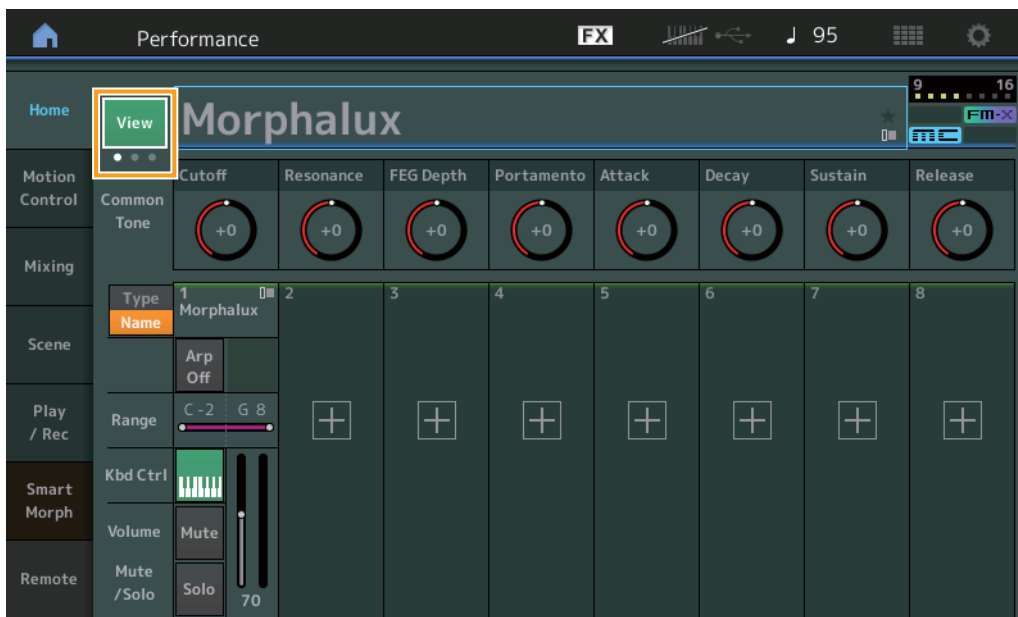 Performance
FX
95
Home
View
Morphalux
9 16
FM-X
MC
Motion
Control
Common
Tone
Cutoff Resonance FEG Depth Portamento Attack Decay Sustain Release
+0 +0 +0 +0 +0 +0 +0 +0
Mixing
Type
Name
1 2 3 4 5 6 7 8
Morphalux
Scene
Arp
Off
Play
/ Rec
Range
C -2 G 8
Smart
Morph
Kbd Ctrl
Volume
Mute
Remote
Mute
/Solo
Solo
70